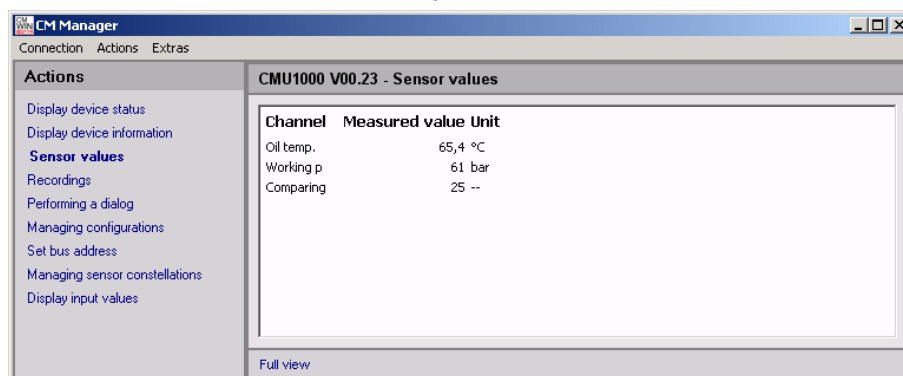 CM WIN CM Manager
Connection Actions Extras
Actions
Display device status
Display device information
Sensor values
Recordings
Performing a dialog
Managing configurations
Set bus address
Managing sensor constellations
Display input values
CMU1000 V00.23 - Sensor values
Channel Measured value Unit
Oil temp. 65,4 °C
Working p 61 bar
Comparing 25 --
Full view